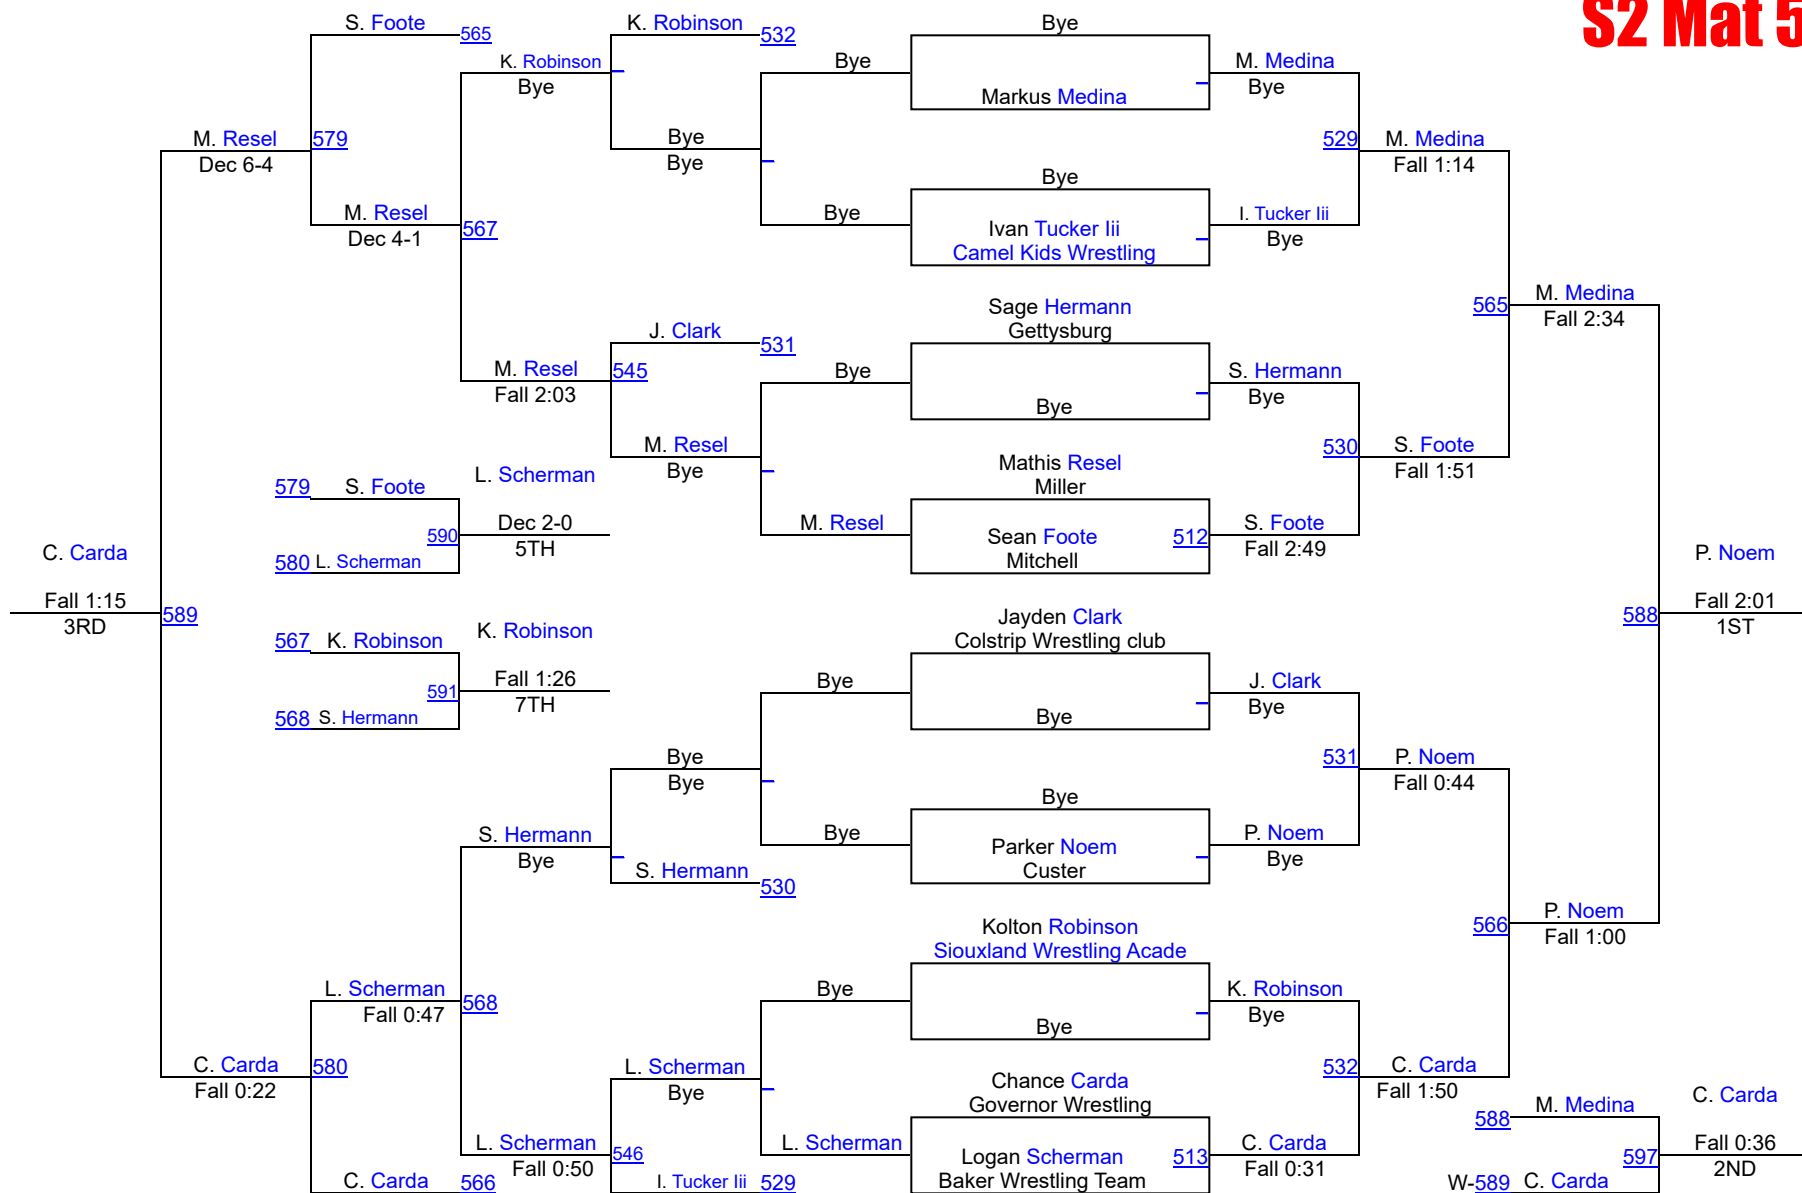 S2 Mat 5
S. Foote
565
K. Robinson
532
K. Robinson
Bye
Bye
Bye
Markus Medina
M. Medina
Bye
M. Resel
Dec 6-4
579
Bye
Bye
529
M. Medina
Fall 1:14
M. Resel
Dec 4-1
567
Bye
Bye
Ivan Tucker Iii
Camel Kids Wrestling
I. Tucker Iii
Bye
565
M. Medina
Fall 2:34
J. Clark
531
Sage Hermann
Gettysburg
Bye
Bye
S. Hermann
Bye
M. Resel
Fall 2:03
545
M. Resel
Bye
530
S. Foote
Fall 1:51
Mathis Resel
Miller
M. Resel
Sean Foote
Mitchell
512
S. Foote
Fall 2:49
579
S. Foote
L. Scherman
590
Dec 2-0
5TH
580
L. Scherman
C. Carda
Fall 1:15
3RD
589
P. Noem
588
Fall 2:01
1ST
567
K. Robinson
K. Robinson
591
Fall 1:26
7TH
568
S. Hermann
Jayden Clark
Colstrip Wrestling club
Bye
Bye
J. Clark
Bye
Bye
Bye
531
P. Noem
Fall 0:44
S. Hermann
Bye
S. Hermann
530
Bye
Bye
Parker Noem
Custer
P. Noem
Bye
566
P. Noem
Fall 1:00
Kolton Robinson
Siouxland Wrestling Acade
Bye
Bye
K. Robinson
Bye
L. Scherman
Fall 0:47
568
C. Carda
Fall 0:22
580
L. Scherman
Bye
532
C. Carda
Fall 1:50
Chance Carda
Governor Wrestling
L. Scherman
Fall 0:50
546
L. Scherman
Logan Scherman
Baker Wrestling Team
513
C. Carda
Fall 0:31
588
M. Medina
C. Carda
597
Fall 0:36
2ND
C. Carda
566
I. Tucker Iii
529
W-589
C. Carda